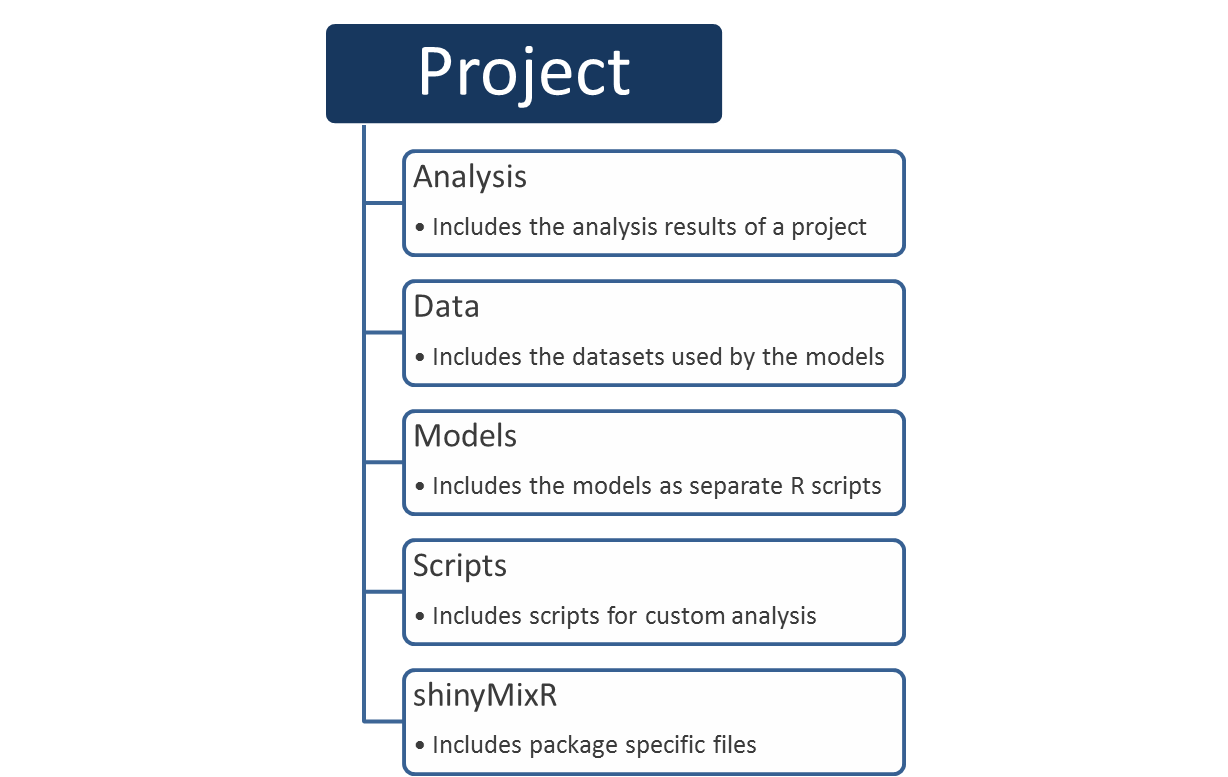 Project
Analysis
• Includes the analysis results of a project
Data
• Includes the datasets used by the models
Models
• Includes the models as separate R scripts
Scripts
• Includes scripts for custom analysis
shinyMixR
• Includes package specific files